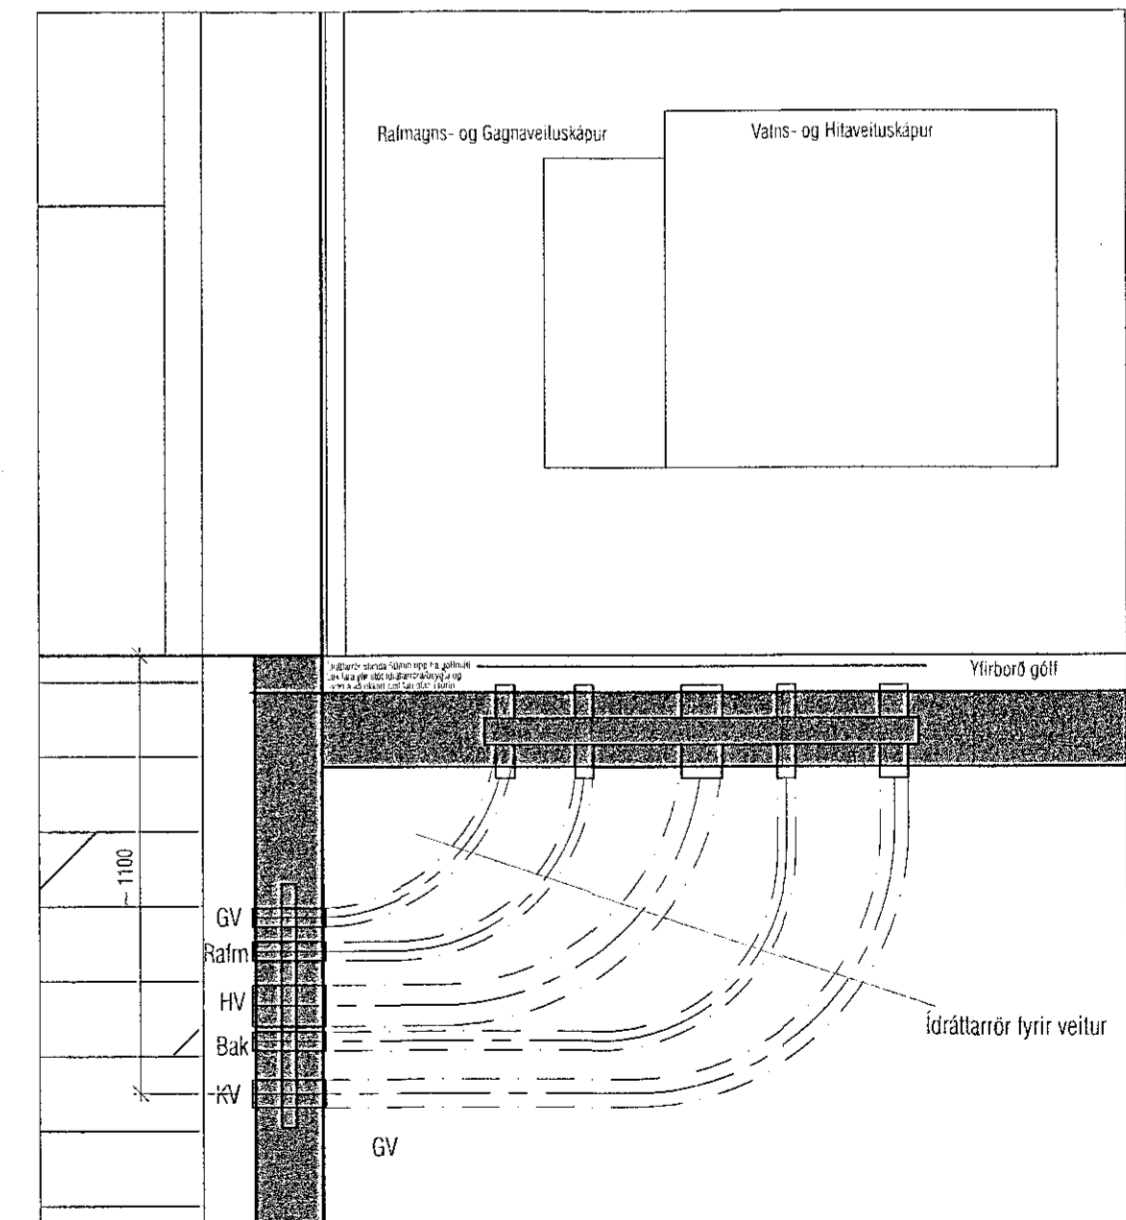 Rafmagns- og Gagnaveituskápur
Vatns- og Hitaveituskápur
Yfirborð gólf
~ 1100
GV
Rafm
HV
Bak
KV
GV
Ídráttarrör fyrir veitur